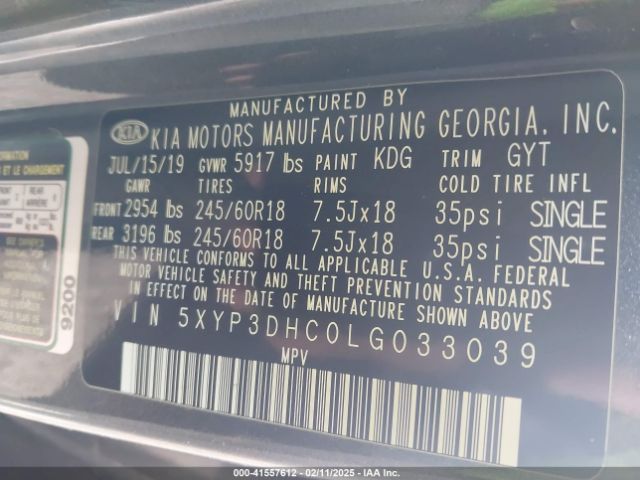 MANUFACTURED BY
KIA KIA MOTORS MANUFACTURING GEORGIA, INC.
JUL/15/19 GVWR 5917 lbs PAINT KDG TRIM GYT
GAWR TIRES RIMS COLD TIRE INFL
FRONT 2954 lbs 245/60R18 7.5Jx18 35psi SINGLE
REAR 3196 lbs 245/60R18 7.5Jx18 35psi SINGLE
THIS VEHICLE CONFORMS TO ALL APPLICABLE U.S.A. FEDERAL
MOTOR VEHICLE SAFETY AND THEFT PREVENTION STANDARDS
IN EFFECT ON THE DATE OF MANUFACTURE SHOWN ABOVE
VIN 5XYP3DHC0LG033039
MPV
ET LE CHARGEMENT
9200
000-41557612 - 02/11/2025 - IAA Inc.